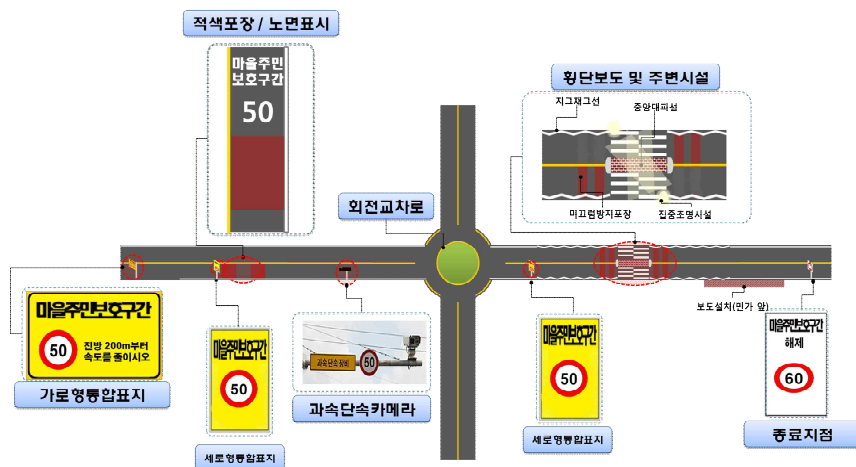 적색포장 / 노면표시
마을주민
보호구간
50
횡단보도 및 주변시설
지그재그선
중앙대피섬
미끄럼방지포장
집중조명시설
회전교차로
보도설치(민가 앞)
마을주민보호구간
50
전방 200m부터
속도를 줄이시오
가로형통합표지
마을주민보호구간
50
세로형통합표지
과속단속장비
50
과속단속카메라
마을주민보호구간
50
세로형통합표지
마을주민보호구간
해제
60
종료지점